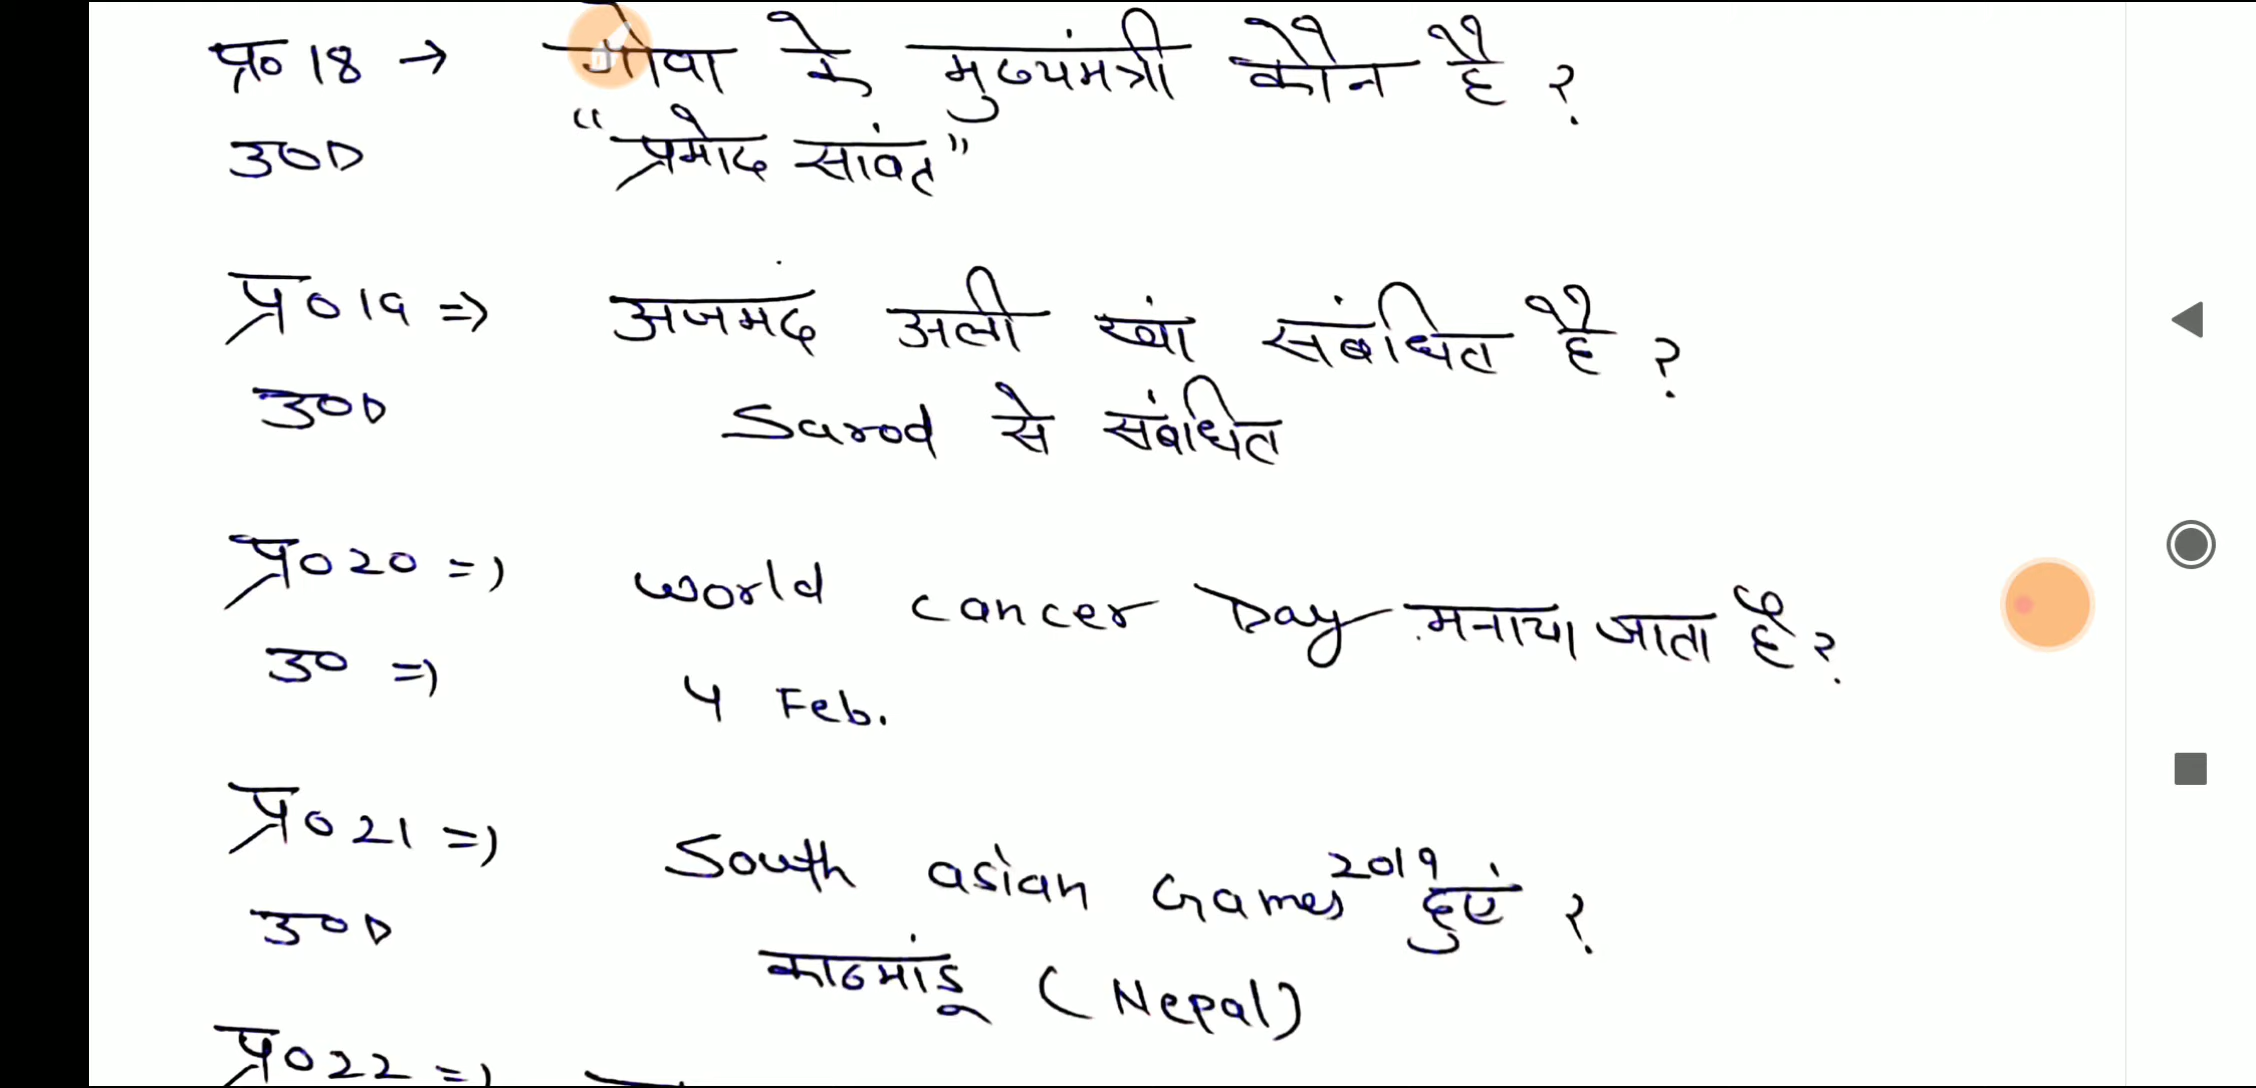 प्र० 18 → गोवा के मुख्यमंत्री कौन है ?
उ०▷ "प्रमोद सावंत"
प्र० 19 ⇒ अजमद अली खां संबंधित है ?
उ०▷ Sarod से संबंधित
प्र० 20 ⇒ world cancer Day मनाया जाता है ?
उ० ⇒ 4 Feb.
प्र० 21 ⇒ South asian Games 2019 हुएं ?
उ०▷ काठमांडू (Nepal)
प्र० 22 ⇒